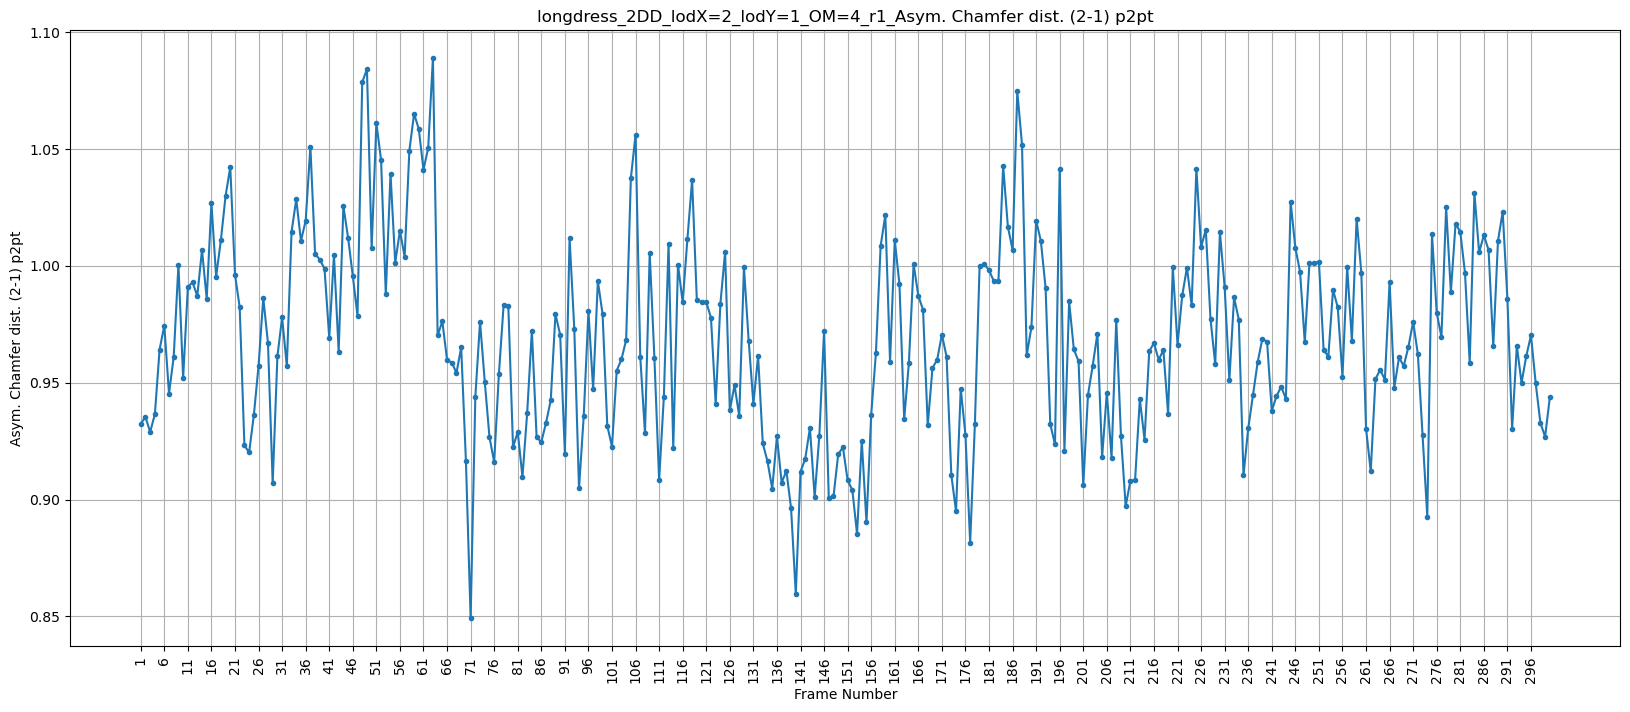 longdress_2DD_lodX=2_lodY=1_OM=4_r1_Asym. Chamfer dist. (2-1) p2pt
Asym. Chamfer dist. (2-1) p2pt
1.10
1.05
1.00
0.95
0.90
0.85
1 6 11 16 21 26 31 36 41 46 51 56 61 66 71 76 81 86 91 96 101 106 111 116 121 126 131 136 141 146 151 156 161 166 171 176 181 186 191 196 201 206 211 216 221 226 231 236 241 246 251 256 261 266 271 276 281 286 291 296
Frame Number